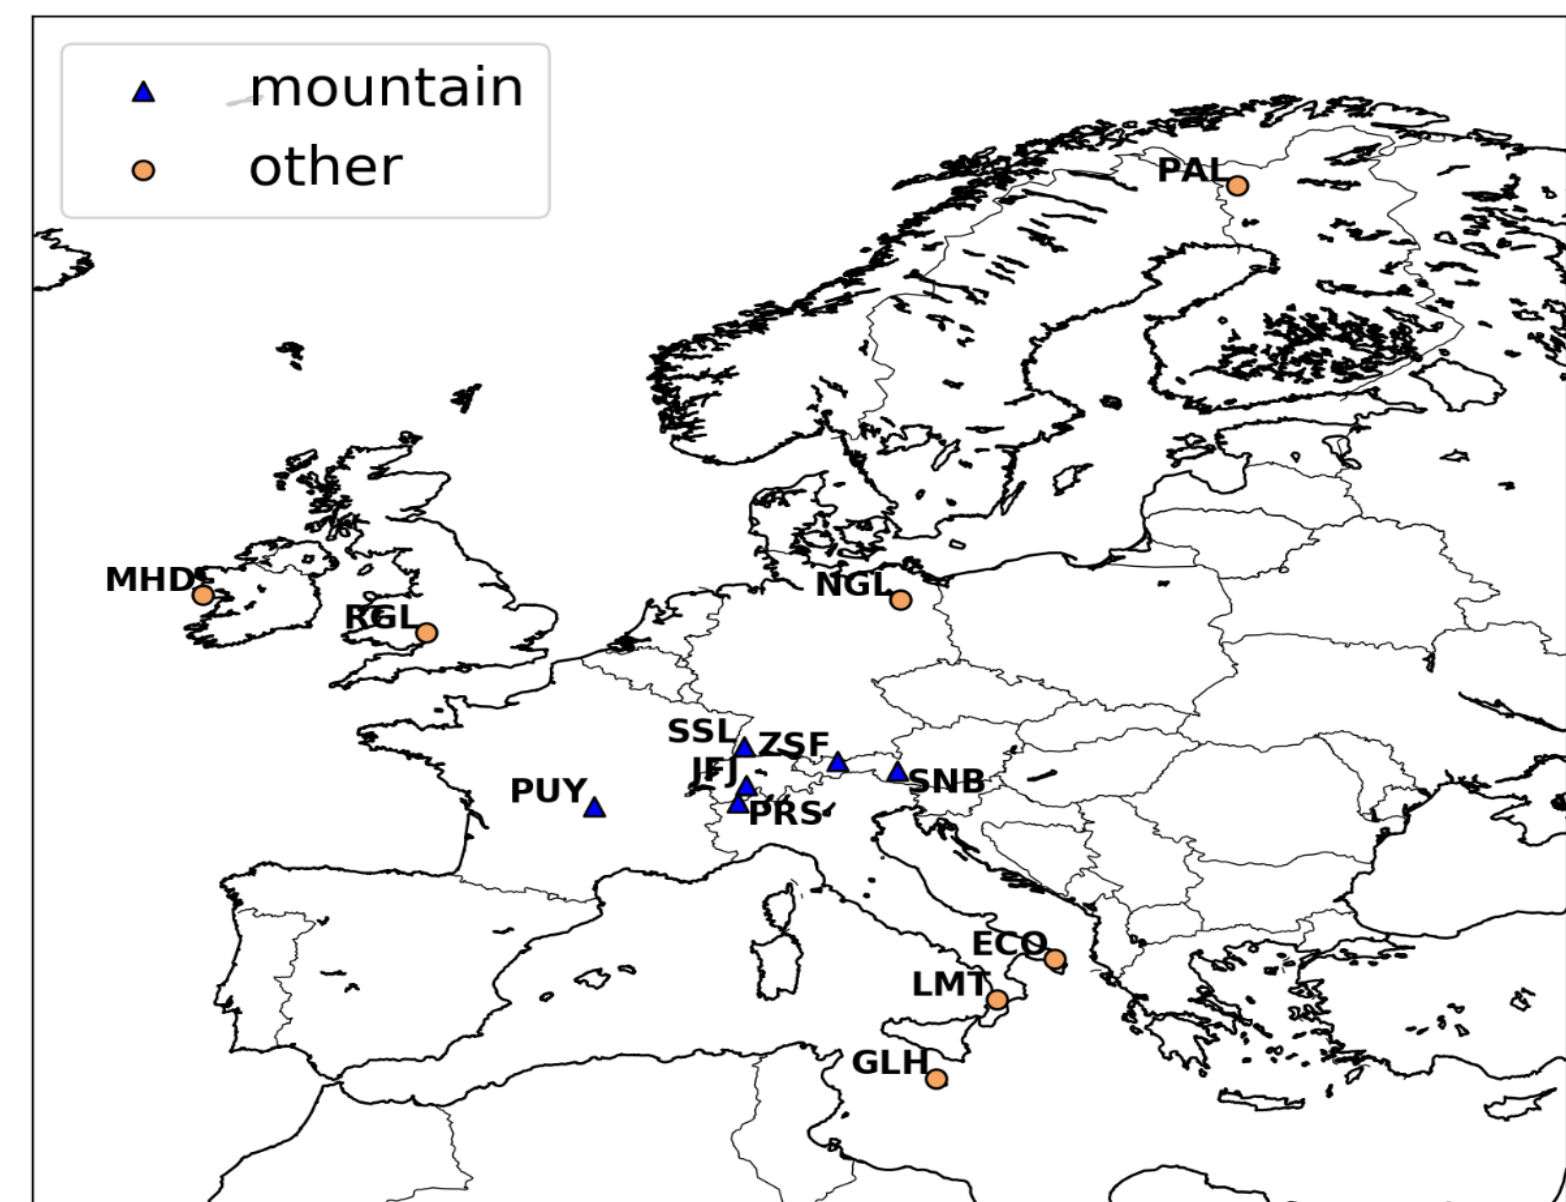 mountain
other
PAL
MHD
NGL
RGL
SSL
ZSF
JFJ
SNB
PUY
PRS
ECO
LMT
GLH